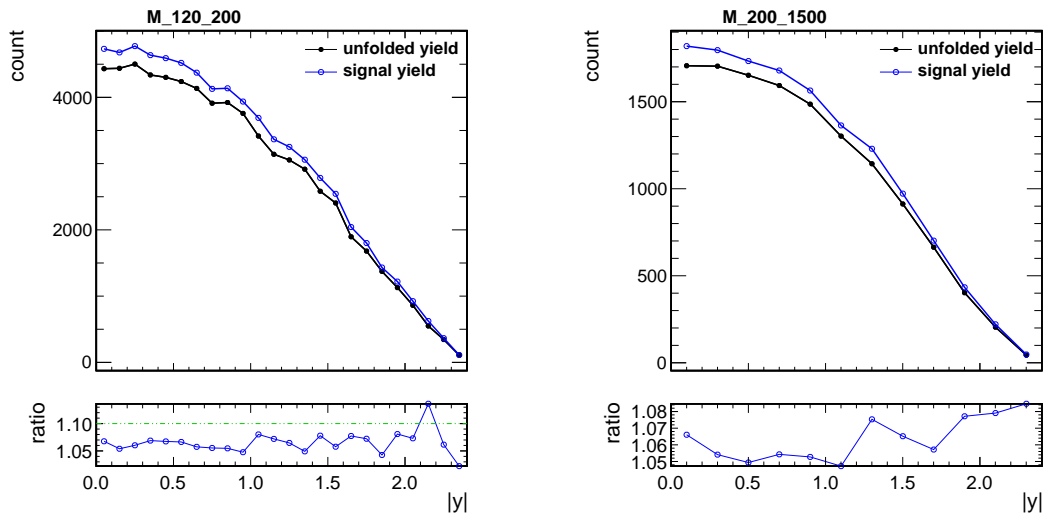 M_120_200
count
unfolded yield
signal yield
4000
2000
0
ratio
1.10
1.05
0.0 0.5 1.0 1.5 2.0
|y|
M_200_1500
count
unfolded yield
signal yield
1500
1000
500
0
ratio
1.08
1.07
1.06
1.05
0.0 0.5 1.0 1.5 2.0
|y|